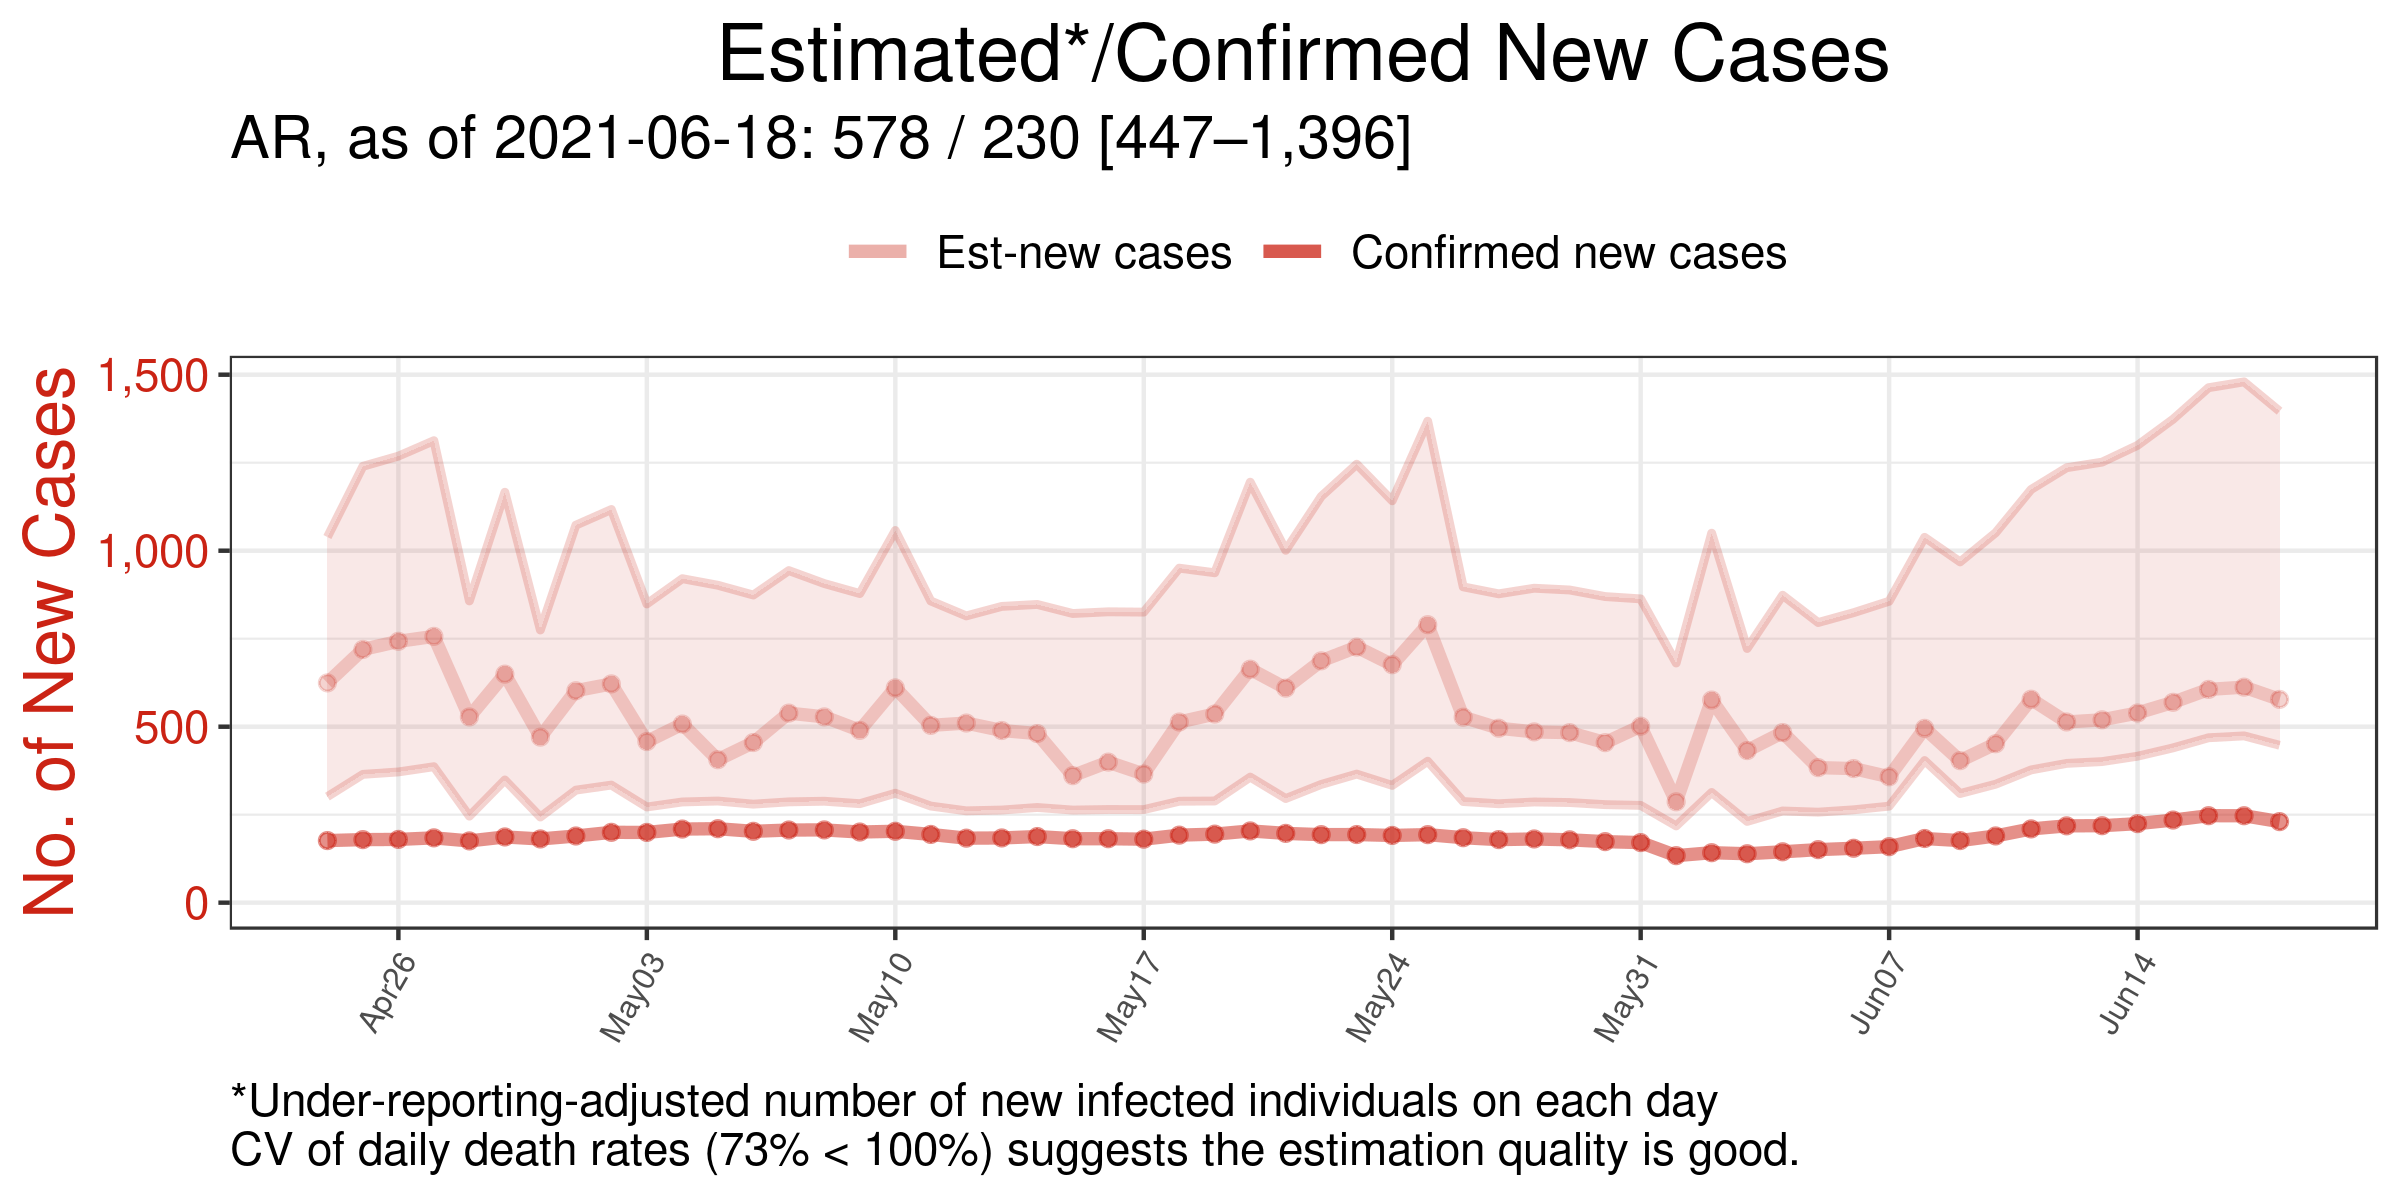 Estimated*/Confirmed New Cases
AR, as of 2021-06-18: 578 / 230 [447–1,396]
Est-new cases
Confirmed new cases
No. of New Cases
1,500
1,000
500
0
Apr26
May03
May10
May17
May24
May31
Jun07
Jun14
*Under-reporting-adjusted number of new infected individuals on each day
CV of daily death rates (73% < 100%) suggests the estimation quality is good.